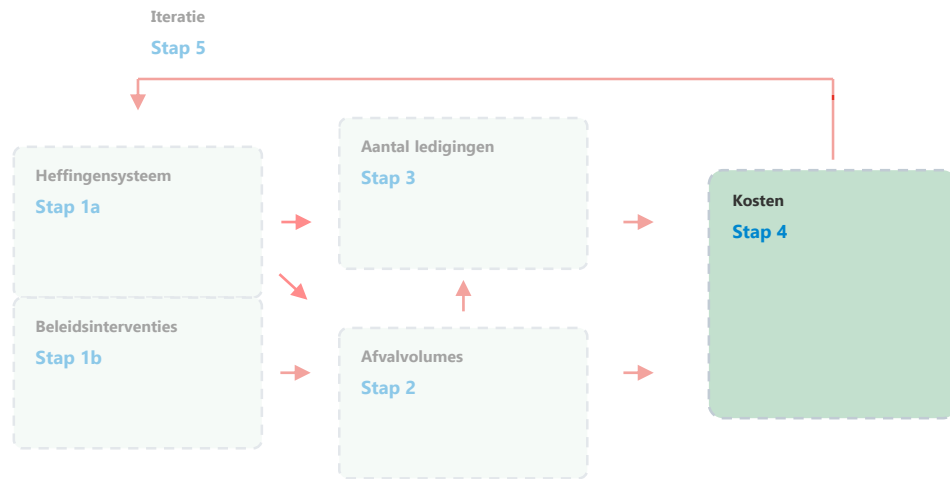 Iteratie
Stap 5
Heffingensysteem
Stap 1a
Beleidsinterventies
Stap 1b
Aantal ledigingen
Stap 3
Afvalvolumes
Stap 2
Kosten
Stap 4